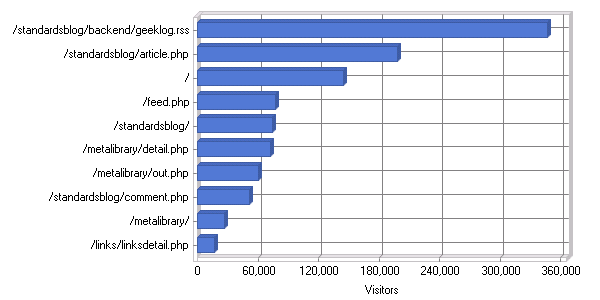 /standardsblog/backend/geeklog.rss
/standardsblog/article.php
/
/feed.php
/standardsblog/
/metalibrary/detail.php
/metalibrary/out.php
/standardsblog/comment.php
/metalibrary/
/links/linksdetail.php
0 60,000 120,000 180,000 240,000 300,000 360,000
Visitors